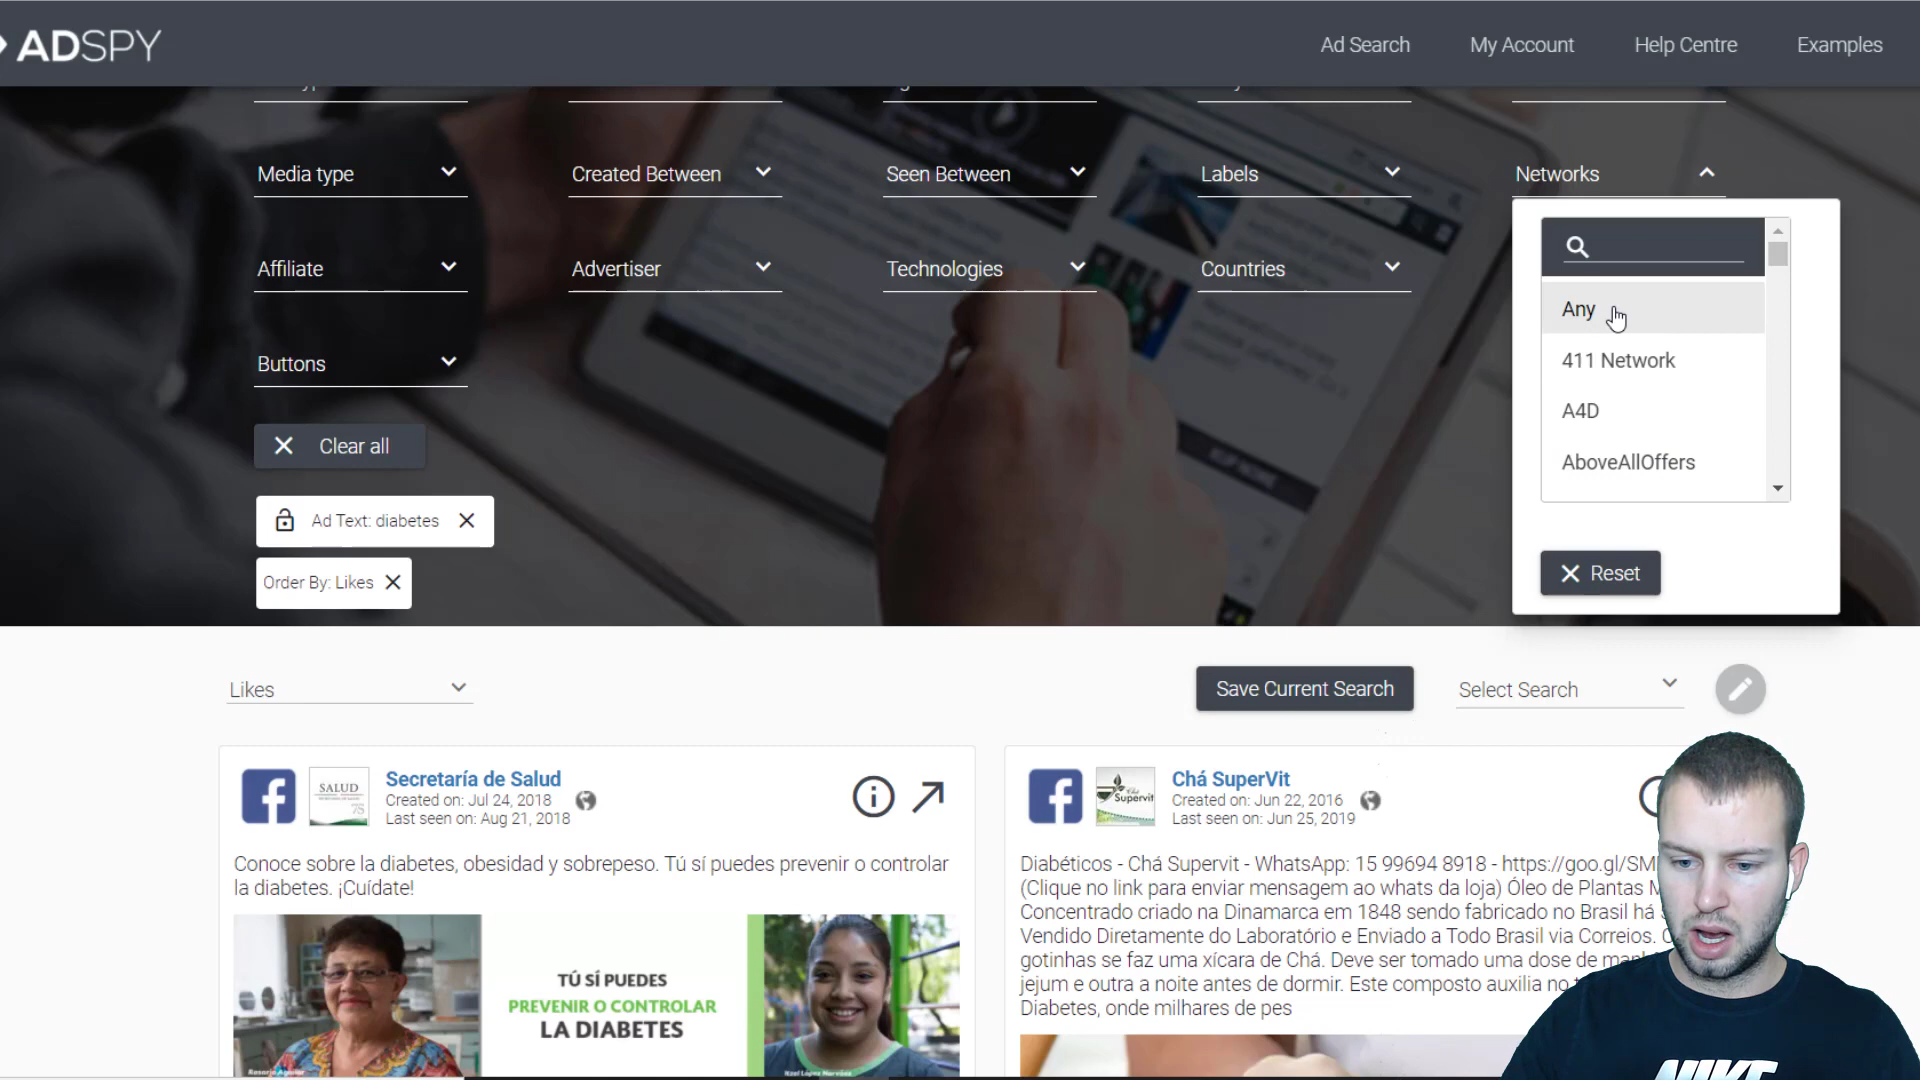 ADSPY
Ad Search
My Account
Help Centre
Examples
Media type
Created Between
Seen Between
Labels
Networks
Affiliate
Advertiser
Technologies
Countries
Any
411 Network
A4D
AboveAllOffers
Reset
Buttons
Clear all
Ad Text: diabetes
Order By: Likes
Likes
Save Current Search
Select Search
SALUD
Secretaría de Salud
Created on: Jul 24, 2018
Last seen on: Aug 21, 2018
Conoce sobre la diabetes, obesidad y sobrepeso. Tú sí puedes prevenir o controlar
la diabetes. ¡Cuídate!
TÚ SÍ PUEDES
PREVENIR O CONTROLAR
LA DIABETES
Chá
Supervit
Chá SuperVit
Created on: Jun 22, 2016
Last seen on: Jun 25, 2019
Diabéticos - Chá Supervit - WhatsApp: 15 99694 8918 - https://goo.gl/SM
(Clique no link para enviar mensagem ao whats da loja) Óleo de Plantas M
Concentrado criado na Dinamarca em 1848 sendo fabricado no Brasil há
Vendido Diretamente do Laboratório e Enviado a Todo Brasil via Correios.
gotinhas se faz uma xícara de Chá. Deve ser tomado uma dose de
jejum e outra a noite antes de dormir. Este composto auxilia no
Diabetes, onde milhares de pes
NIKE